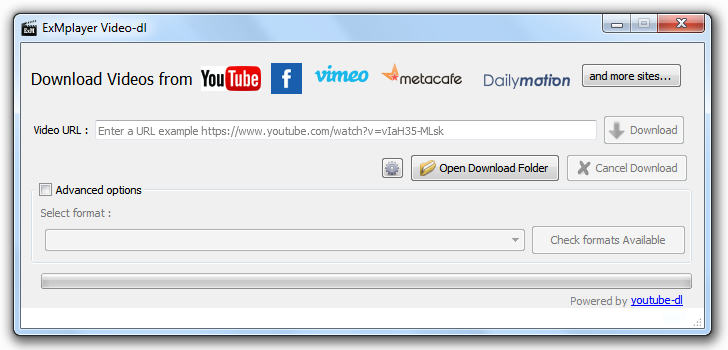 ExM ExMplayer Video-dl
Download Videos from YouTube f vimeo metacafe Dailymotion and more sites...
Video URL : Enter a URL example https://www.youtube.com/watch?v=vIaH35-MLsk Download
Open Download Folder Cancel Download
Advanced options
Select format :
Check formats Available
Powered by youtube-dl